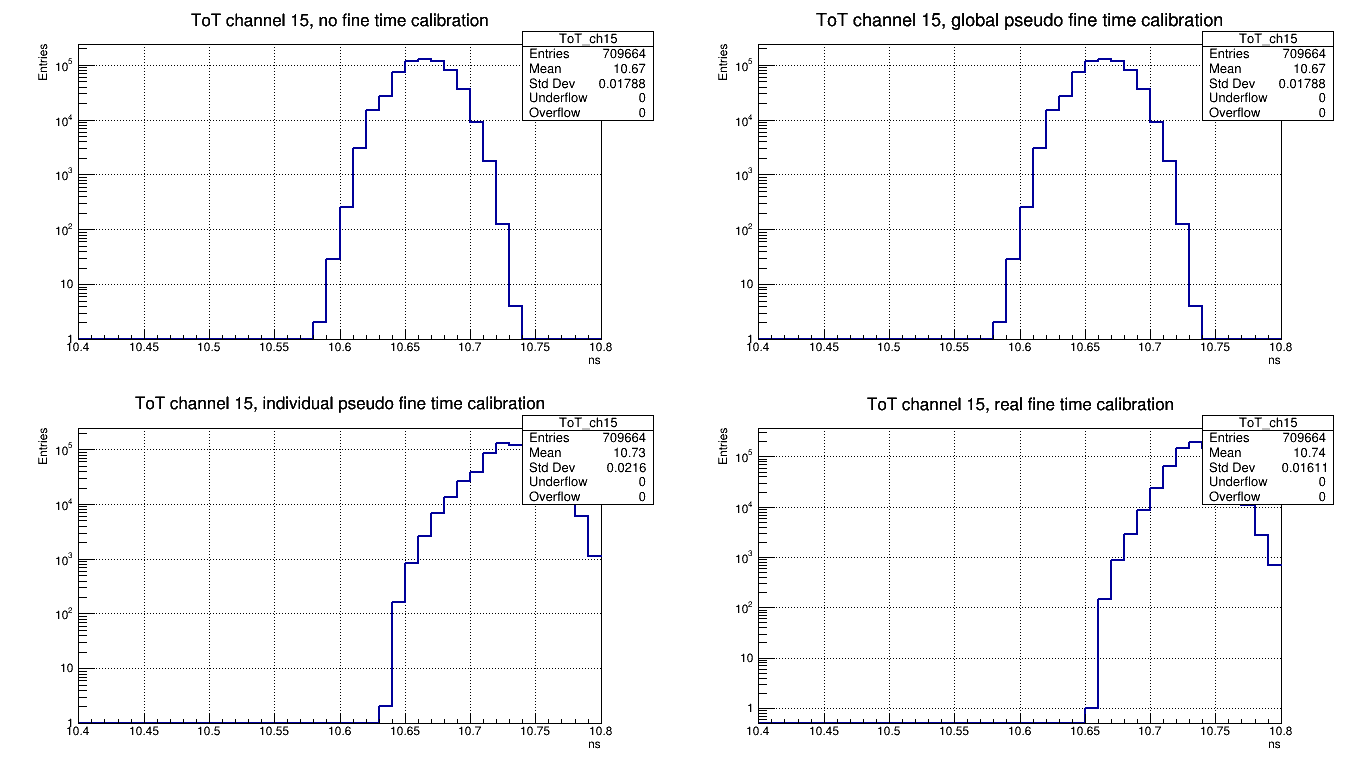 ToT channel 15, no fine time calibration
Entries
ToT_ch15
Entries 709664
Mean 10.67
Std Dev 0.01788
Underflow 0
Overflow 0
10⁵
10⁴
10³
10²
10
1
10.4 10.45 10.5 10.55 10.6 10.65 10.7 10.75 10.8
ns
ToT channel 15, global pseudo fine time calibration
Entries
ToT_ch15
Entries 709664
Mean 10.67
Std Dev 0.01788
Underflow 0
Overflow 0
10⁵
10⁴
10³
10²
10
1
10.4 10.45 10.5 10.55 10.6 10.65 10.7 10.75 10.8
ns
ToT channel 15, individual pseudo fine time calibration
Entries
ToT_ch15
Entries 709664
Mean 10.73
Std Dev 0.0216
Underflow 0
Overflow 0
10⁵
10⁴
10³
10²
10
1
10.4 10.45 10.5 10.55 10.6 10.65 10.7 10.75 10.8
ns
ToT channel 15, real fine time calibration
Entries
ToT_ch15
Entries 709664
Mean 10.74
Std Dev 0.01611
Underflow 0
Overflow 0
10⁵
10⁴
10³
10²
10
1
10.4 10.45 10.5 10.55 10.6 10.65 10.7 10.75 10.8
ns